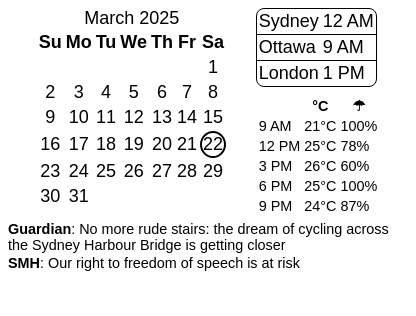 March 2025
Su Mo Tu We Th Fr Sa
1
2 3 4 5 6 7 8
9 10 11 12 13 14 15
16 17 18 19 20 21 22
23 24 25 26 27 28 29
30 31
Sydney 12 AM
Ottawa 9 AM
London 1 PM
°C ☂
9 AM 21°C 100%
12 PM 25°C 78%
3 PM 26°C 60%
6 PM 25°C 100%
9 PM 24°C 87%
Guardian: No more rude stairs: the dream of cycling across
the Sydney Harbour Bridge is getting closer
SMH: Our right to freedom of speech is at risk